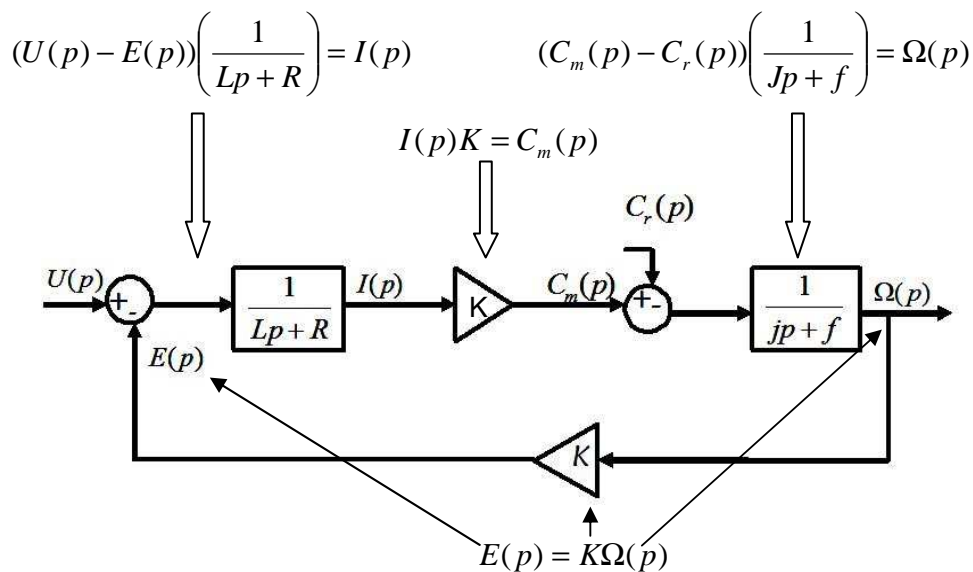 (U(p) − E(p))(1/(Lp + R)) = I(p)
(C_m(p) − C_r(p))(1/(Jp + f)) = Ω(p)
I(p)K = C_m(p)
C_r(p)
U(p)
+
-
1/(Lp + R)
I(p)
K
C_m(p)
+
-
1/(jp + f)
Ω(p)
E(p)
K
E(p) = KΩ(p)